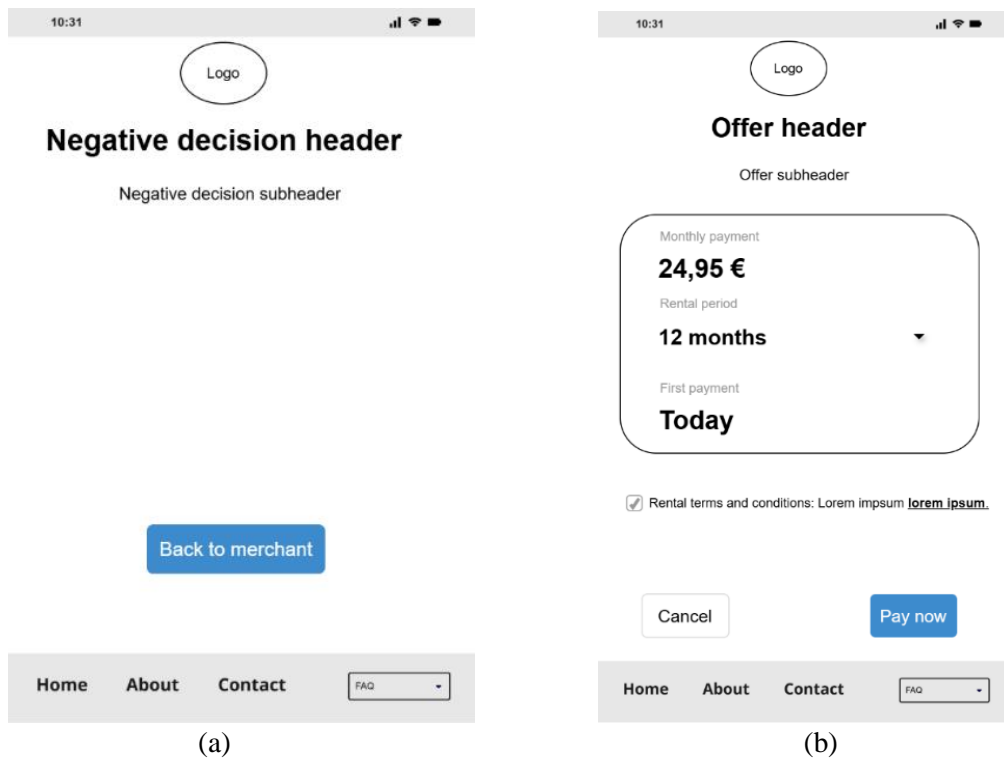 10:31
Logo
Negative decision header
Negative decision subheader
Back to merchant
Home About Contact FAQ
(a)
10:31
Logo
Offer header
Offer subheader
Monthly payment
24,95 €
Rental period
12 months
First payment
Today
Rental terms and conditions: Lorem impsum lorem ipsum.
Cancel Pay now
Home About Contact FAQ
(b)